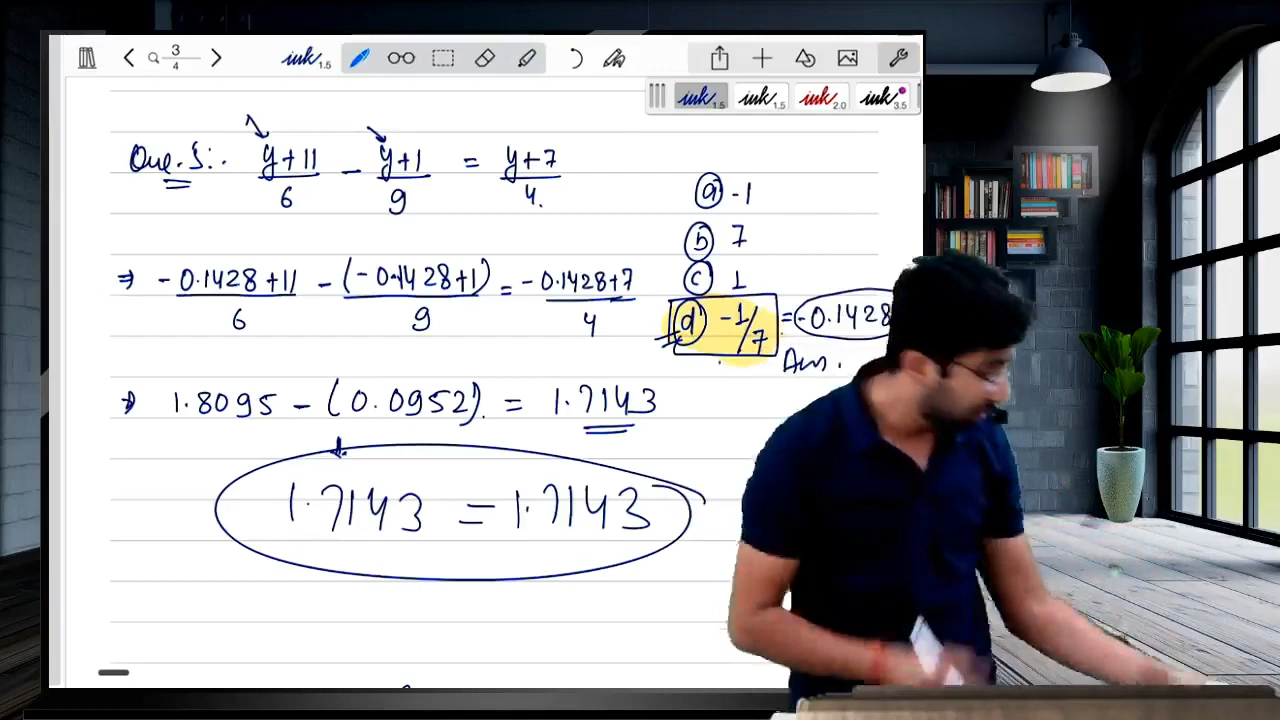 3
4
ink 1.5
ink 1.5 ink 1.5 ink 2.0 ink 3.5
Que. 5:- y+11/6 - y+1/9 = y+7/4.
ⓐ -1
ⓑ 7
ⓒ 1
ⓓ -1/7 = -0.1428
Ans.
⇒ -0.1428+11/6 - (-0.1428+1)/9 = -0.1428+7/4
⇒ 1.8095 - (0.0952). = 1.7143
1.7143 = 1.7143